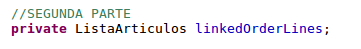 //SEGUNDA PARTE
private ListaArticulos linkedOrderLines;